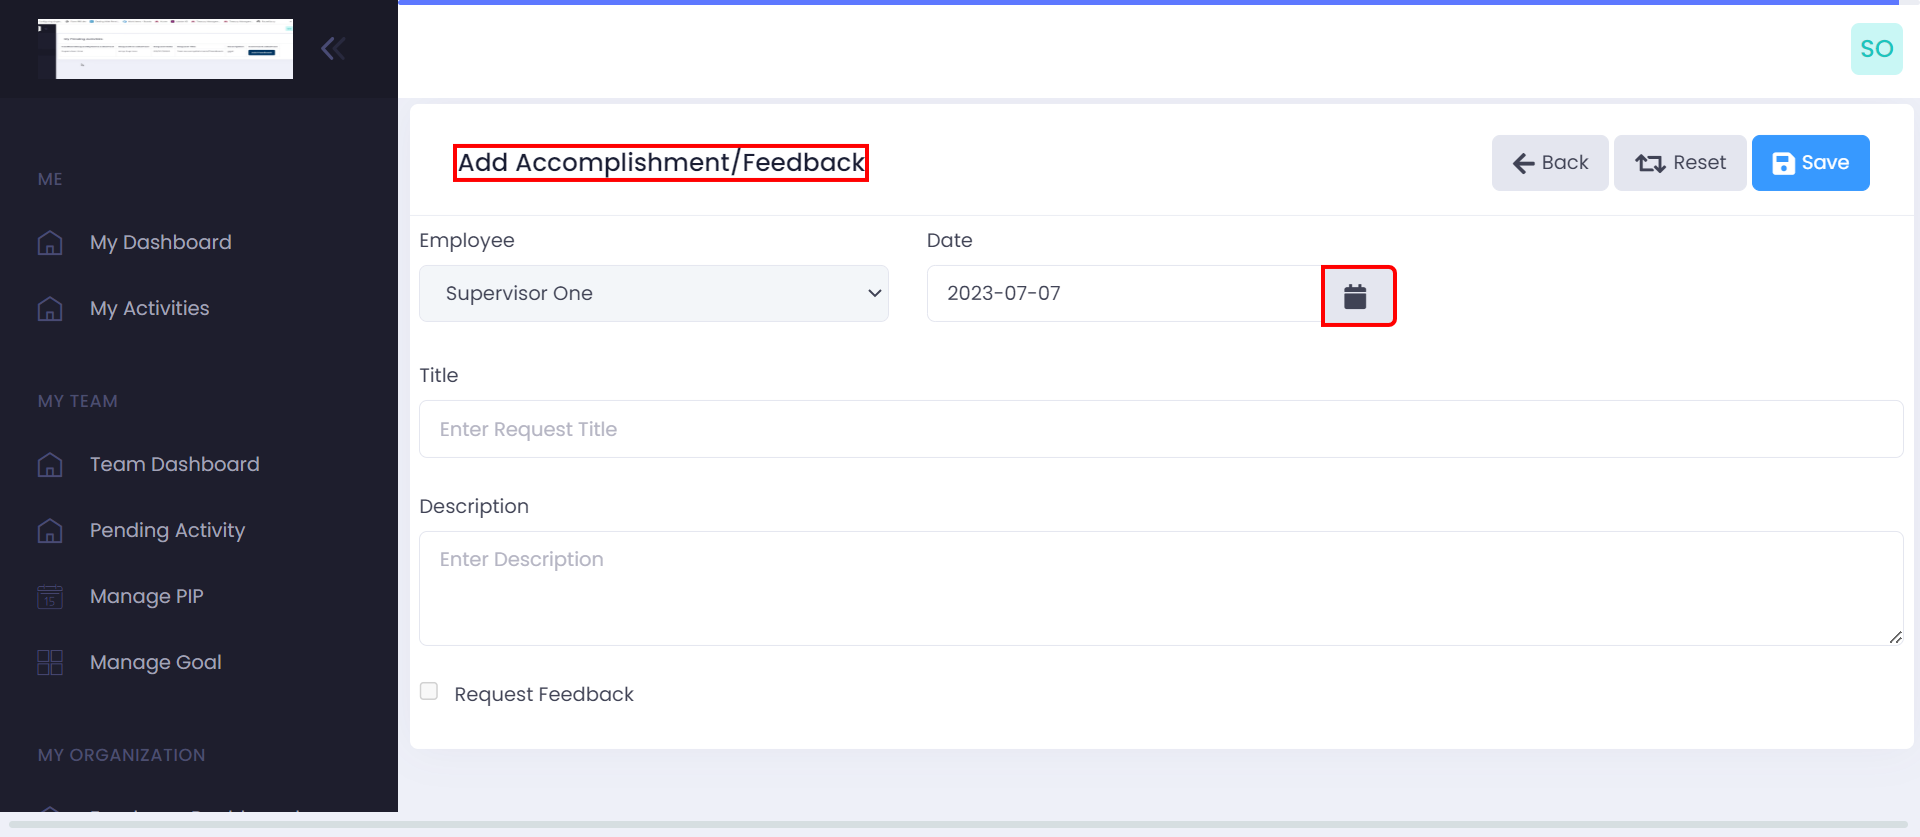 SO
ME
My Dashboard
My Activities
MY TEAM
Team Dashboard
Pending Activity
15
Manage PIP
Manage Goal
MY ORGANIZATION
Add Accomplishment/Feedback
Back
Reset
Save
Employee
Date
Supervisor One
2023-07-07
Title
Enter Request Title
Description
Enter Description
Request Feedback